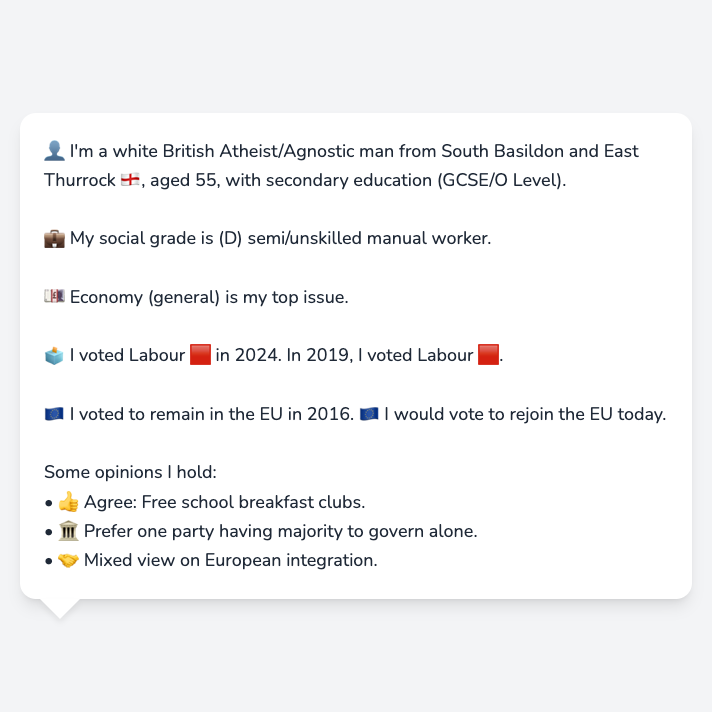 👤 I'm a white British Atheist/Agnostic man from South Basildon and East
Thurrock 🏴󠁧󠁢󠁥󠁮󠁧󠁿, aged 55, with secondary education (GCSE/O Level).
💼 My social grade is (D) semi/unskilled manual worker.
💷 Economy (general) is my top issue.
🗳️ I voted Labour 🟥 in 2024. In 2019, I voted Labour 🟥.
🇪🇺 I voted to remain in the EU in 2016. 🇪🇺 I would vote to rejoin the EU today.
Some opinions I hold:
• 👍 Agree: Free school breakfast clubs.
• 🏛️ Prefer one party having majority to govern alone.
• 🤝 Mixed view on European integration.